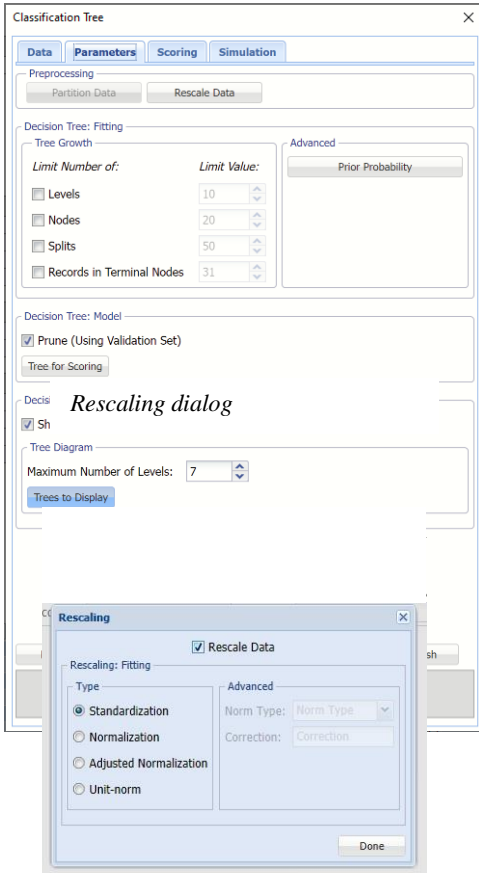 Classification Tree
Data Parameters Scoring Simulation
Preprocessing
Partition Data Rescale Data
Decision Tree: Fitting
Tree Growth Advanced
Limit Number of: Limit Value: Prior Probability
Levels 10
Nodes 20
Splits 50
Records in Terminal Nodes 31
Decision Tree: Model
Prune (Using Validation Set)
Tree for Scoring
Rescaling dialog
Tree Diagram
Maximum Number of Levels: 7
Trees to Display
Rescaling
Rescale Data
Rescaling: Fitting
Type Advanced
Standardization Norm Type: Norm Type
Normalization Correction: Correction
Adjusted Normalization
Unit-norm
Done